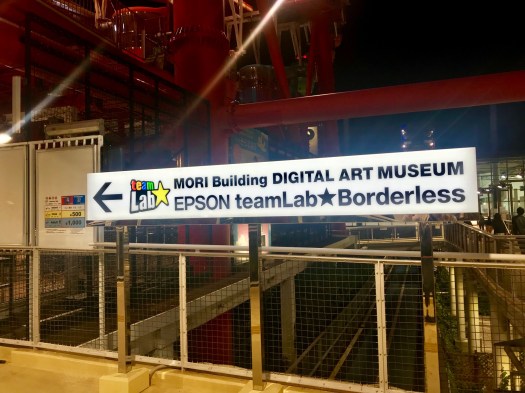 team
Lab★
MORI Building DIGITAL ART MUSEUM
EPSON teamLab★Borderless